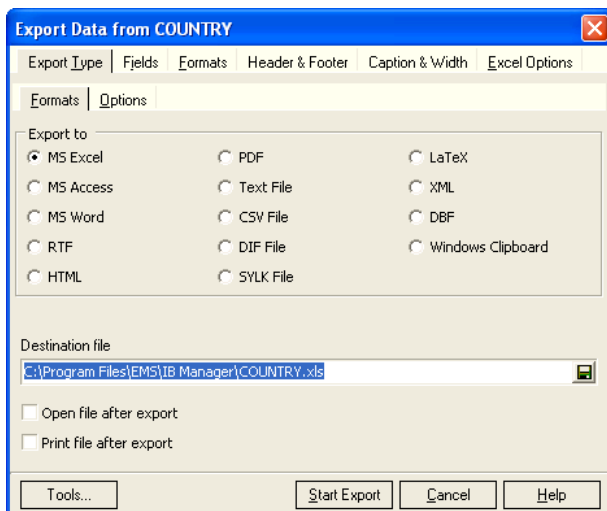 Export Data from COUNTRY
Export Type Fields Formats Header & Footer Caption & Width Excel Options
Formats Options
Export to
MS Excel PDF LaTeX
MS Access Text File XML
MS Word CSV File DBF
RTF DIF File Windows Clipboard
HTML SYLK File
Destination file
C:\Program Files\EMS\IB Manager\COUNTRY.xls
Open file after export
Print file after export
Tools... Start Export Cancel Help